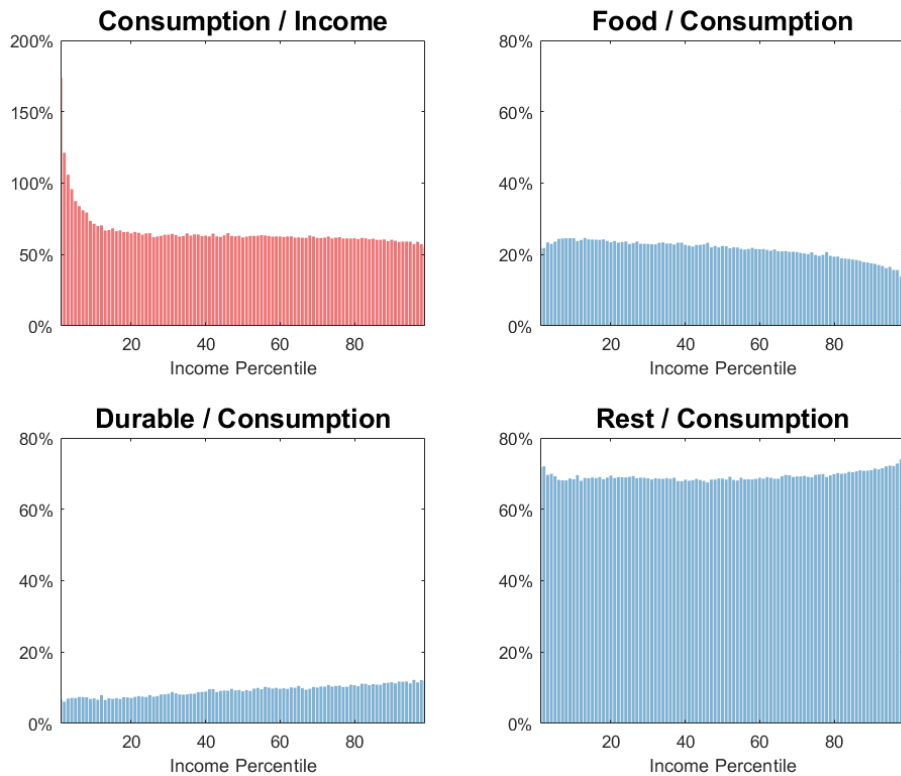 Consumption / Income
200%
150%
100%
50%
0%
20 40 60 80
Income Percentile
Food / Consumption
80%
60%
40%
20%
0%
20 40 60 80
Income Percentile
Durable / Consumption
80%
60%
40%
20%
0%
20 40 60 80
Income Percentile
Rest / Consumption
80%
60%
40%
20%
0%
20 40 60 80
Income Percentile